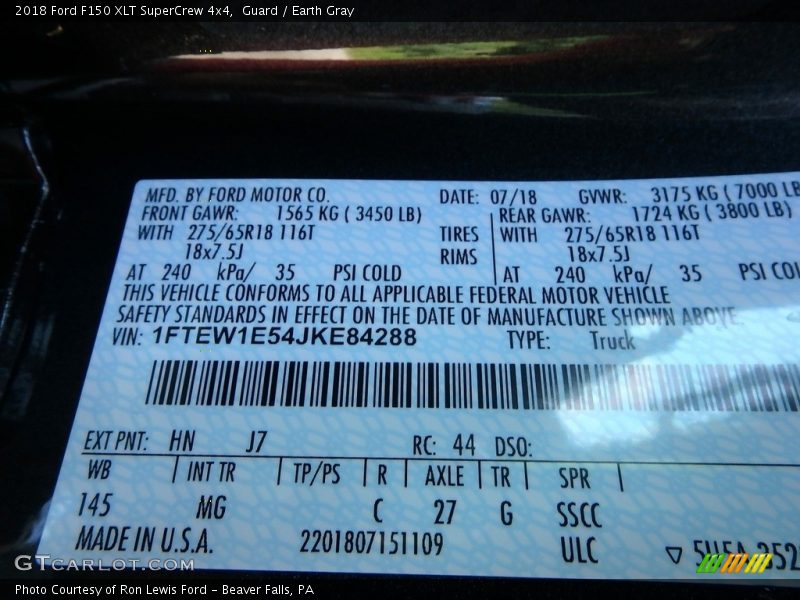 2018 Ford F150 XLT SuperCrew 4x4,  Guard / Earth Gray
MFD. BY FORD MOTOR CO. DATE: 07/18 GVWR: 3175 KG ( 7000 LB
FRONT GAWR: 1565 KG ( 3450 LB) REAR GAWR: 1724 KG ( 3800 LB)
WITH 275/65R18 116T TIRES WITH 275/65R18 116T
18x7.5J RIMS 18x7.5J
AT 240 kPa/ 35 PSI COLD AT 240 kPa/ 35 PSI COL
THIS VEHICLE CONFORMS TO ALL APPLICABLE FEDERAL MOTOR VEHICLE
SAFETY STANDARDS IN EFFECT ON THE DATE OF MANUFACTURE SHOWN ABOVE.
VIN: 1FTEW1E54JKE84288 TYPE: Truck
EXT PNT: HN J7 RC: 44 DSO:
WB INT TR TP/PS R AXLE TR SPR
145 MG C 27 G SSCC
MADE IN U.S.A. 2201807151109 ULC
GTcarlot.com
Photo Courtesy of Ron Lewis Ford - Beaver Falls, PA